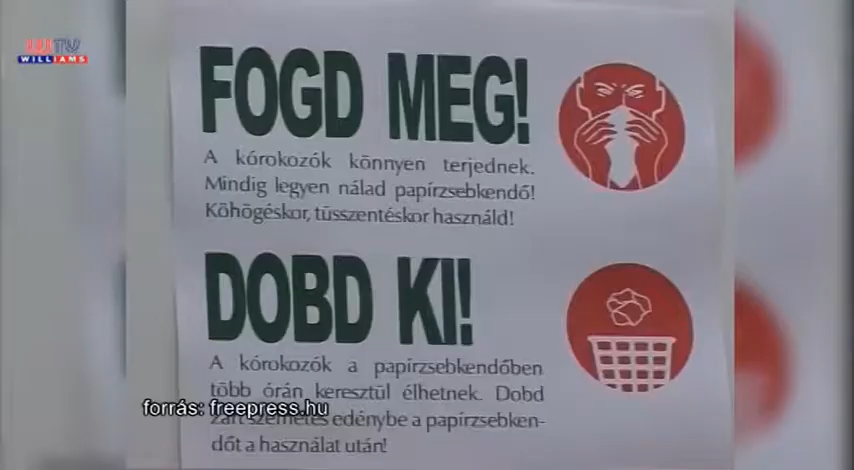 WTV
WILLIAMS
FOGD MEG!
A kórokozók könnyen terjednek.
Mindig legyen nálad papírzsebkendő!
Köhögéskor, tüsszentéskor használd!
DOBD KI!
A kórokozók a papírzsebkendőben
több órán keresztül élhetnek. Dobd
zárt szemetes edénybe a papírzsebken-
dőt a használat után!
forrás: freepress.hu